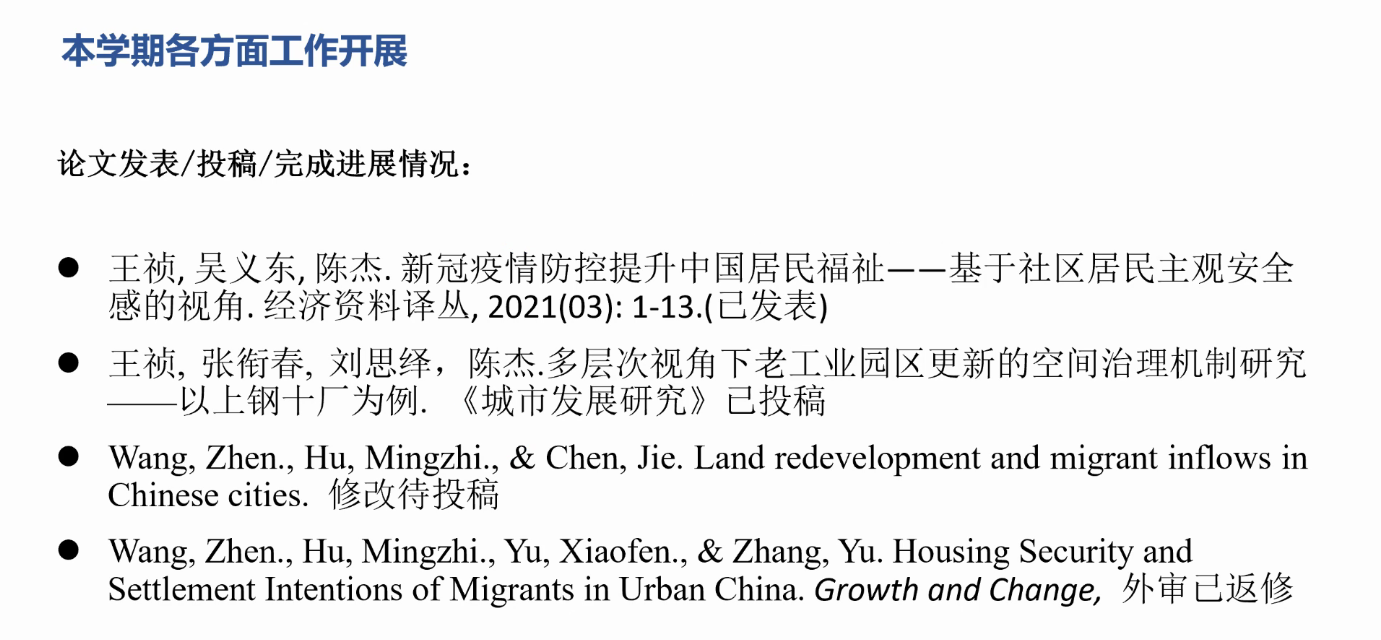 本学期各方面工作开展
论文发表/投稿/完成进展情况：
● 王祯, 吴义东, 陈杰. 新冠疫情防控提升中国居民福祉——基于社区居民主观安全
感的视角. 经济资料译丛, 2021(03): 1-13.(已发表)
● 王祯, 张衔春, 刘思绎，陈杰.多层次视角下老工业园区更新的空间治理机制研究
——以上钢十厂为例. 《城市发展研究》已投稿
● Wang, Zhen., Hu, Mingzhi., & Chen, Jie. Land redevelopment and migrant inflows in
Chinese cities. 修改待投稿
● Wang, Zhen., Hu, Mingzhi., Yu, Xiaofen., & Zhang, Yu. Housing Security and
Settlement Intentions of Migrants in Urban China. Growth and Change, 外审已返修